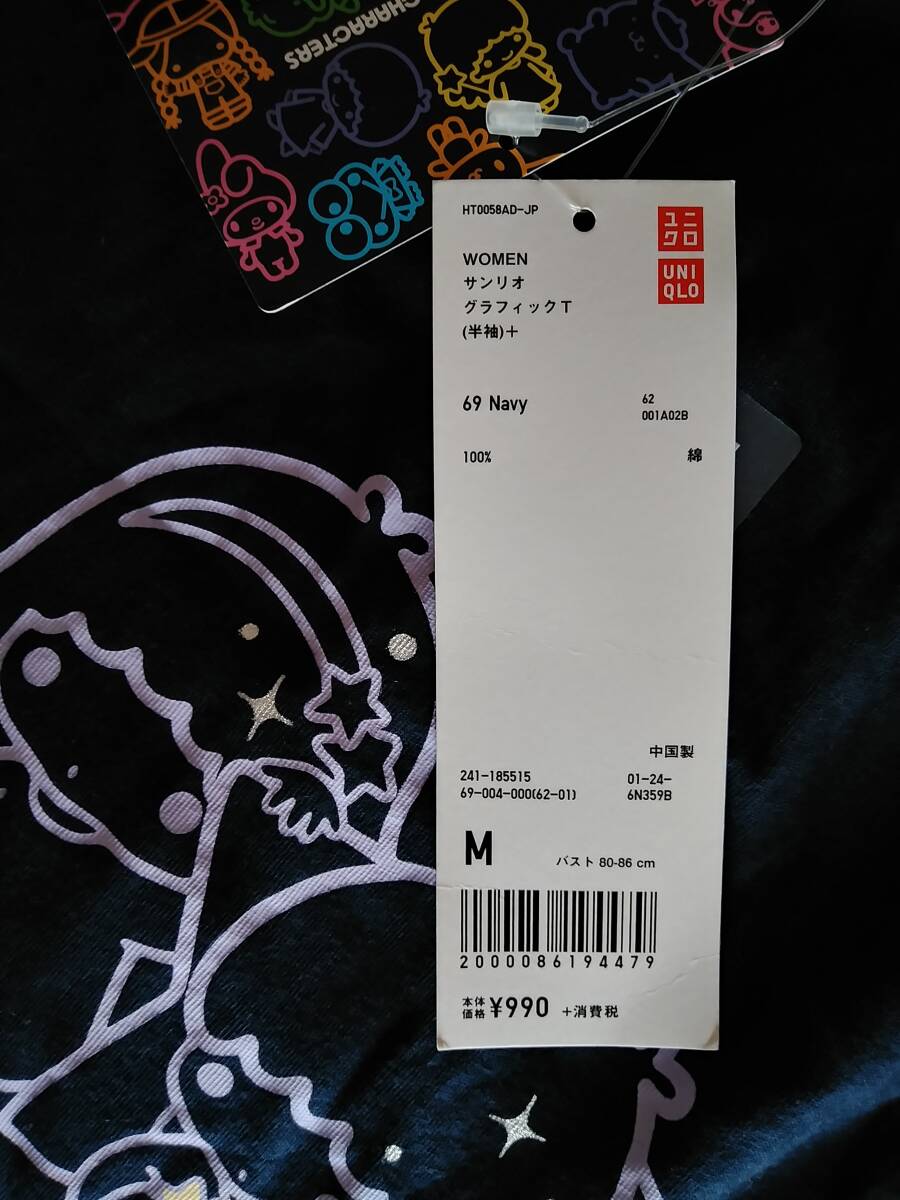 CHARACTERS
HT0058AD-JP
ユニ
クロ
UNI
QLO
WOMEN
サンリオ
グラフィックT
(半袖)+
69 Navy
62
001A02B
100% 綿
中国製
241-185515
69-004-000(62-01)
01-24-
6N359B
M
バスト 80-86 cm
2000086194479
本体
価格 ¥990 +消費税